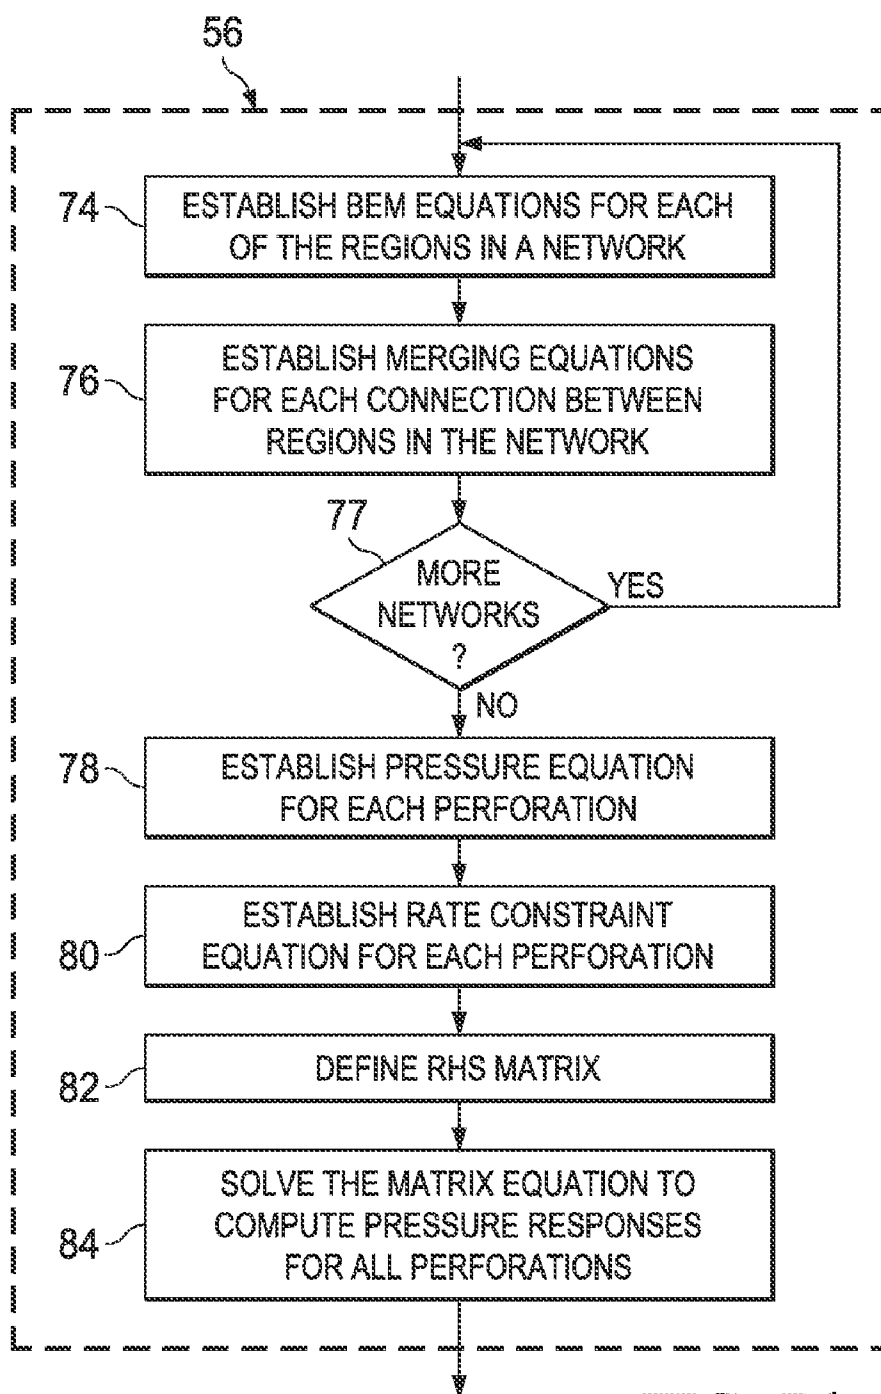 56
74
ESTABLISH BEM EQUATIONS FOR EACH
OF THE REGIONS IN A NETWORK
76
ESTABLISH MERGING EQUATIONS
FOR EACH CONNECTION BETWEEN
REGIONS IN THE NETWORK
77
MORE
NETWORKS
?
YES
NO
78
ESTABLISH PRESSURE EQUATION
FOR EACH PERFORATION
80
ESTABLISH RATE CONSTRAINT
EQUATION FOR EACH PERFORATION
82
DEFINE RHS MATRIX
84
SOLVE THE MATRIX EQUATION TO
COMPUTE PRESSURE RESPONSES
FOR ALL PERFORATIONS